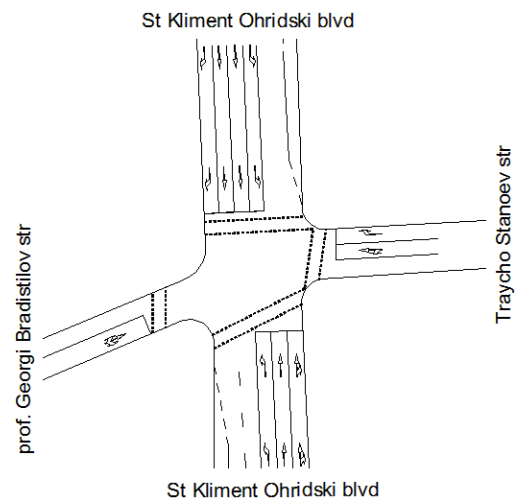 St Kliment Ohridski blvd
Traycho Stanoev str
prof. Georgi Bradistilov str
St Kliment Ohridski blvd